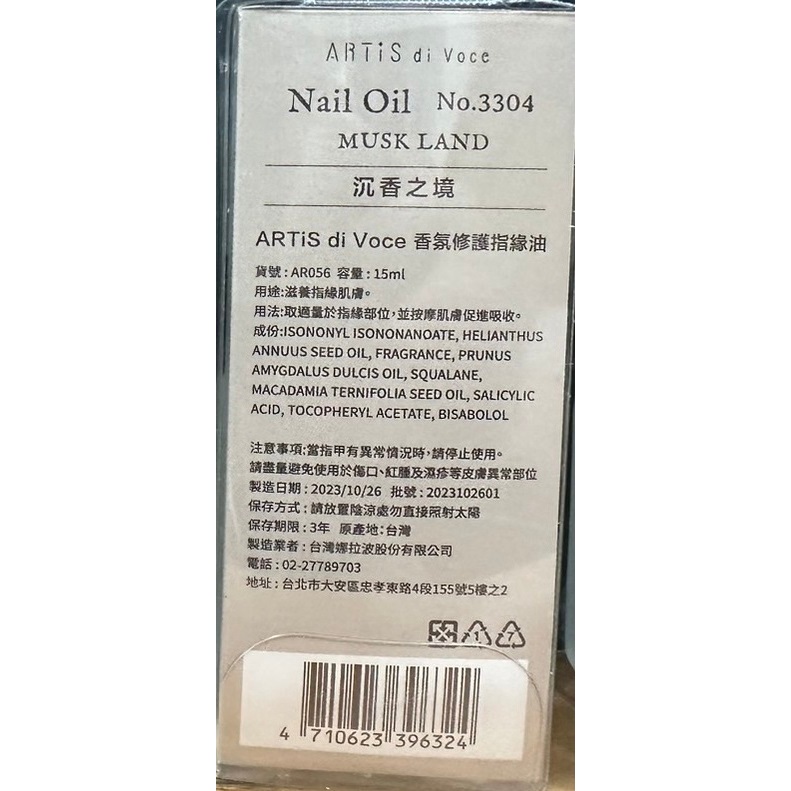 ARTiS di Voce
Nail Oil No.3304
MUSK LAND
沉香之境
ARTiS di Voce 香氛修護指緣油
貨號:AR056 容量:15ml
用途:滋養指緣肌膚。
用法:取適量於指緣部位,並按摩肌膚促進吸收。
成份:ISONONYL ISONONANOATE, HELIANTHUS
ANNUUS SEED OIL, FRAGRANCE, PRUNUS
AMYGDALUS DULCIS OIL, SQUALANE,
MACADAMIA TERNIFOLIA SEED OIL, SALICYLIC
ACID, TOCOPHERYL ACETATE, BISABOLOL
注意事項:當指甲有異常情況時,請停止使用。
請盡量避免使用於傷口、紅腫及濕疹等皮膚異常部位
製造日期:2023/10/26 批號:2023102601
保存方式:請放置陰涼處勿直接照射太陽
保存期限:3年 原產地:台灣
製造業者:台灣娜拉波股份有限公司
電話:02-27789703
地址:台北市大安區忠孝東路4段155號5樓之2
1 7
4 710623 396324